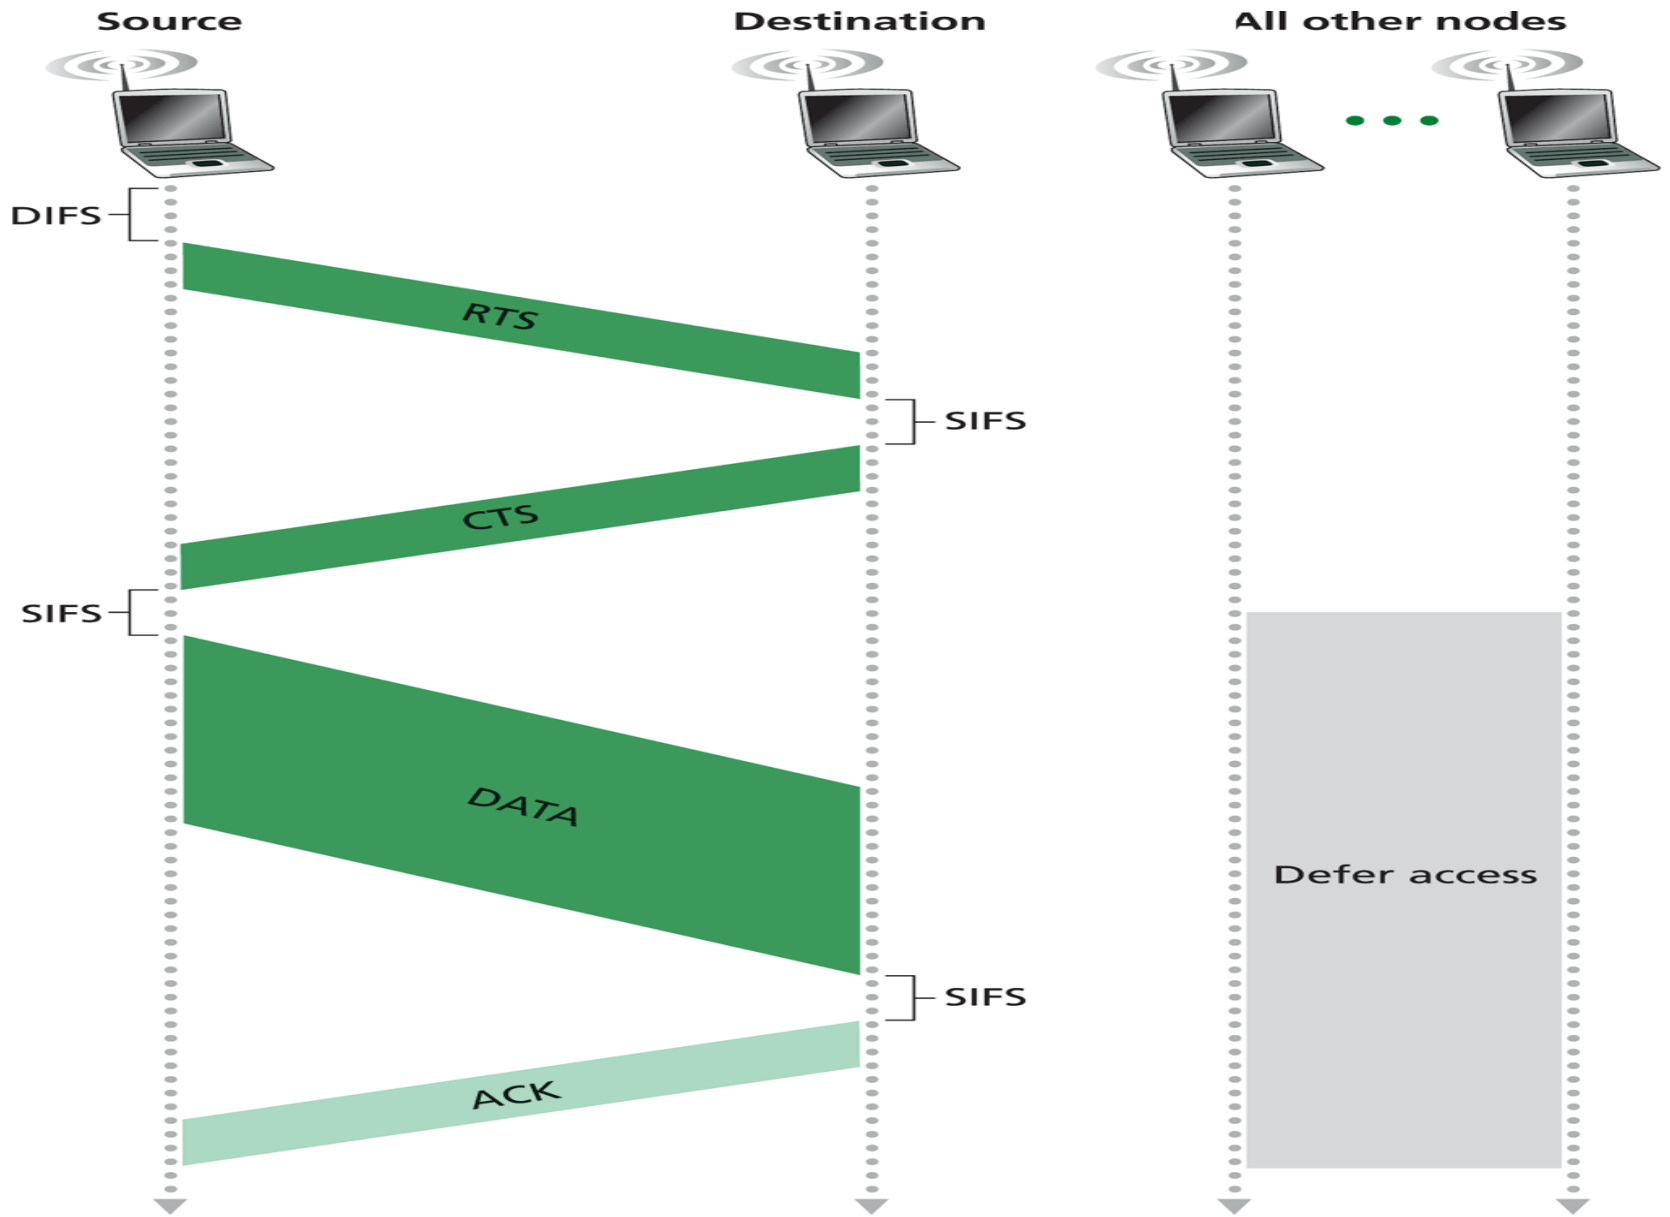 Source
Destination
All other nodes
DIFS
RTS
SIFS
CTS
SIFS
DATA
Defer access
SIFS
ACK